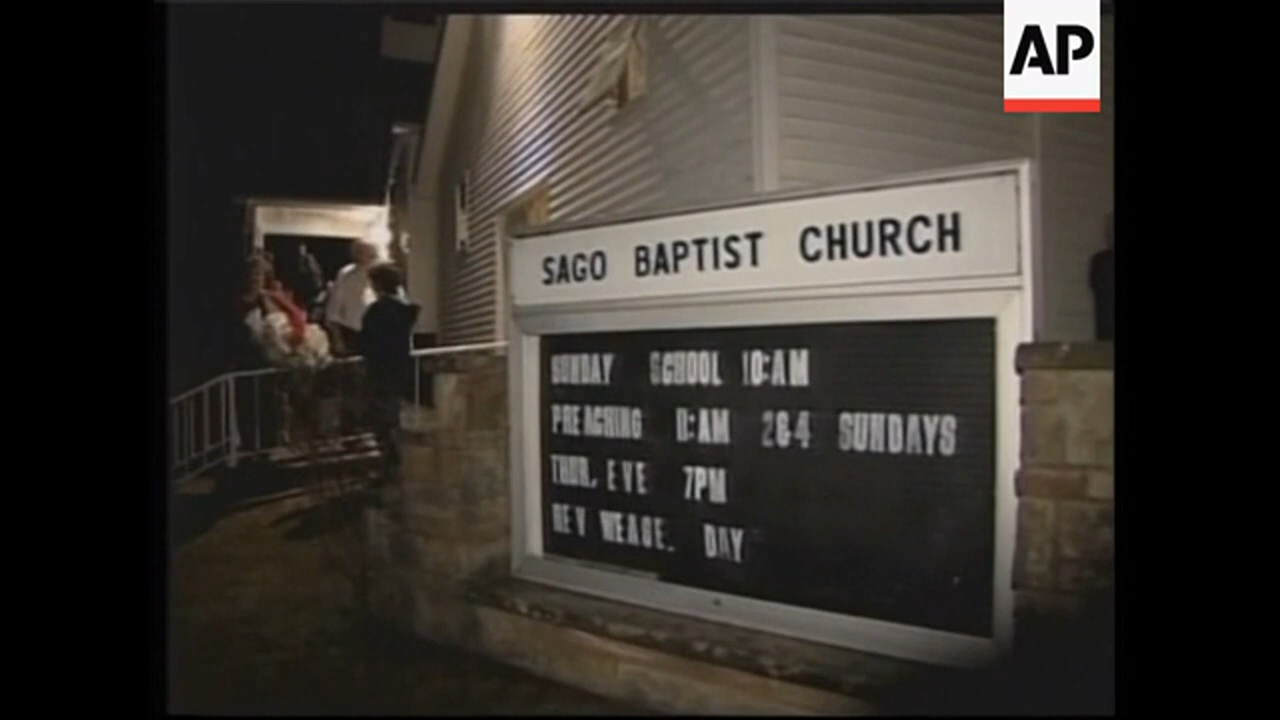 AP
SAGO BAPTIST CHURCH
SUNDAY SCHOOL 10:AM
PREACHING 11:AM 2&4 SUNDAYS
THUR. EVE 7PM
REV WEASE. DAY